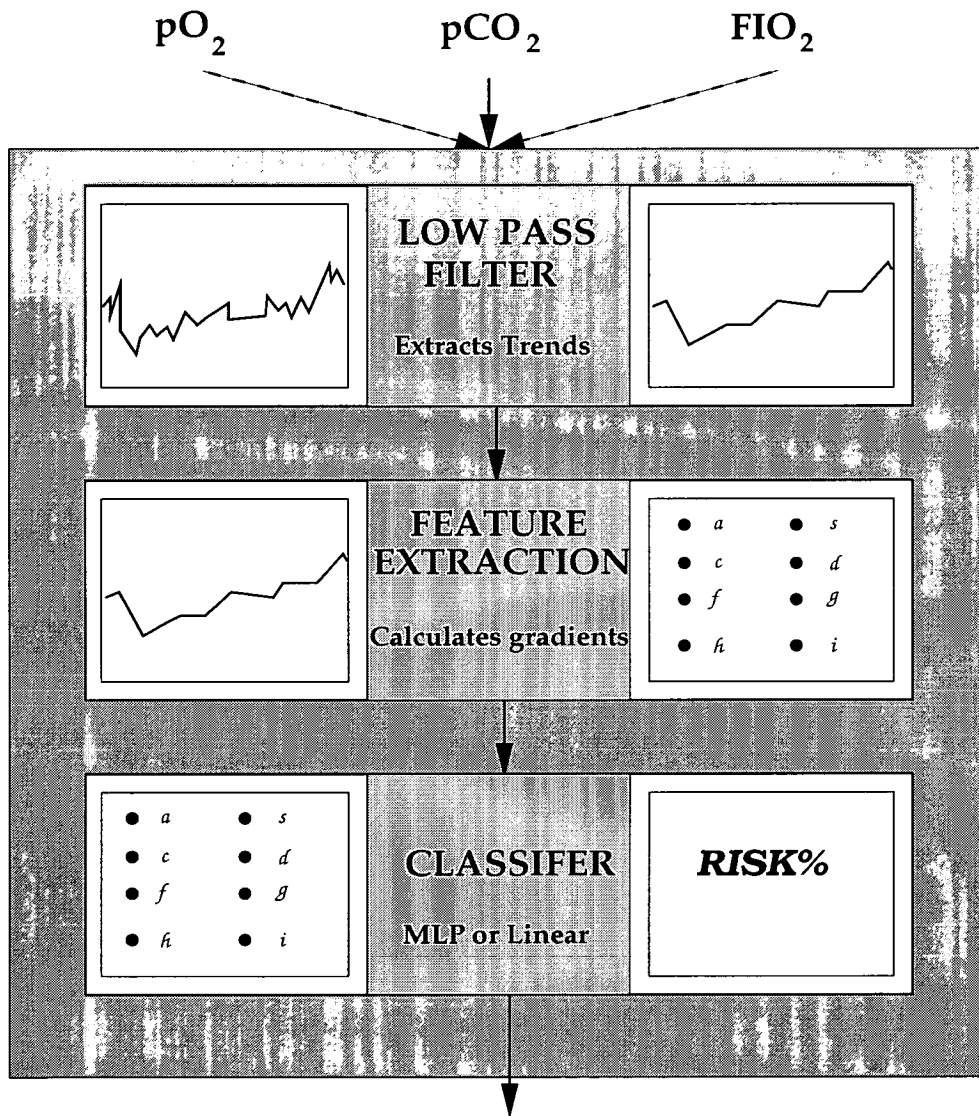 pO2 pCO2 FIO2
LOW PASS
FILTER
Extracts Trends
FEATURE
EXTRACTION
Calculates gradients
a s
c d
f g
h i
a s
c d
f g
h i
CLASSIFER
MLP or Linear
RISK%